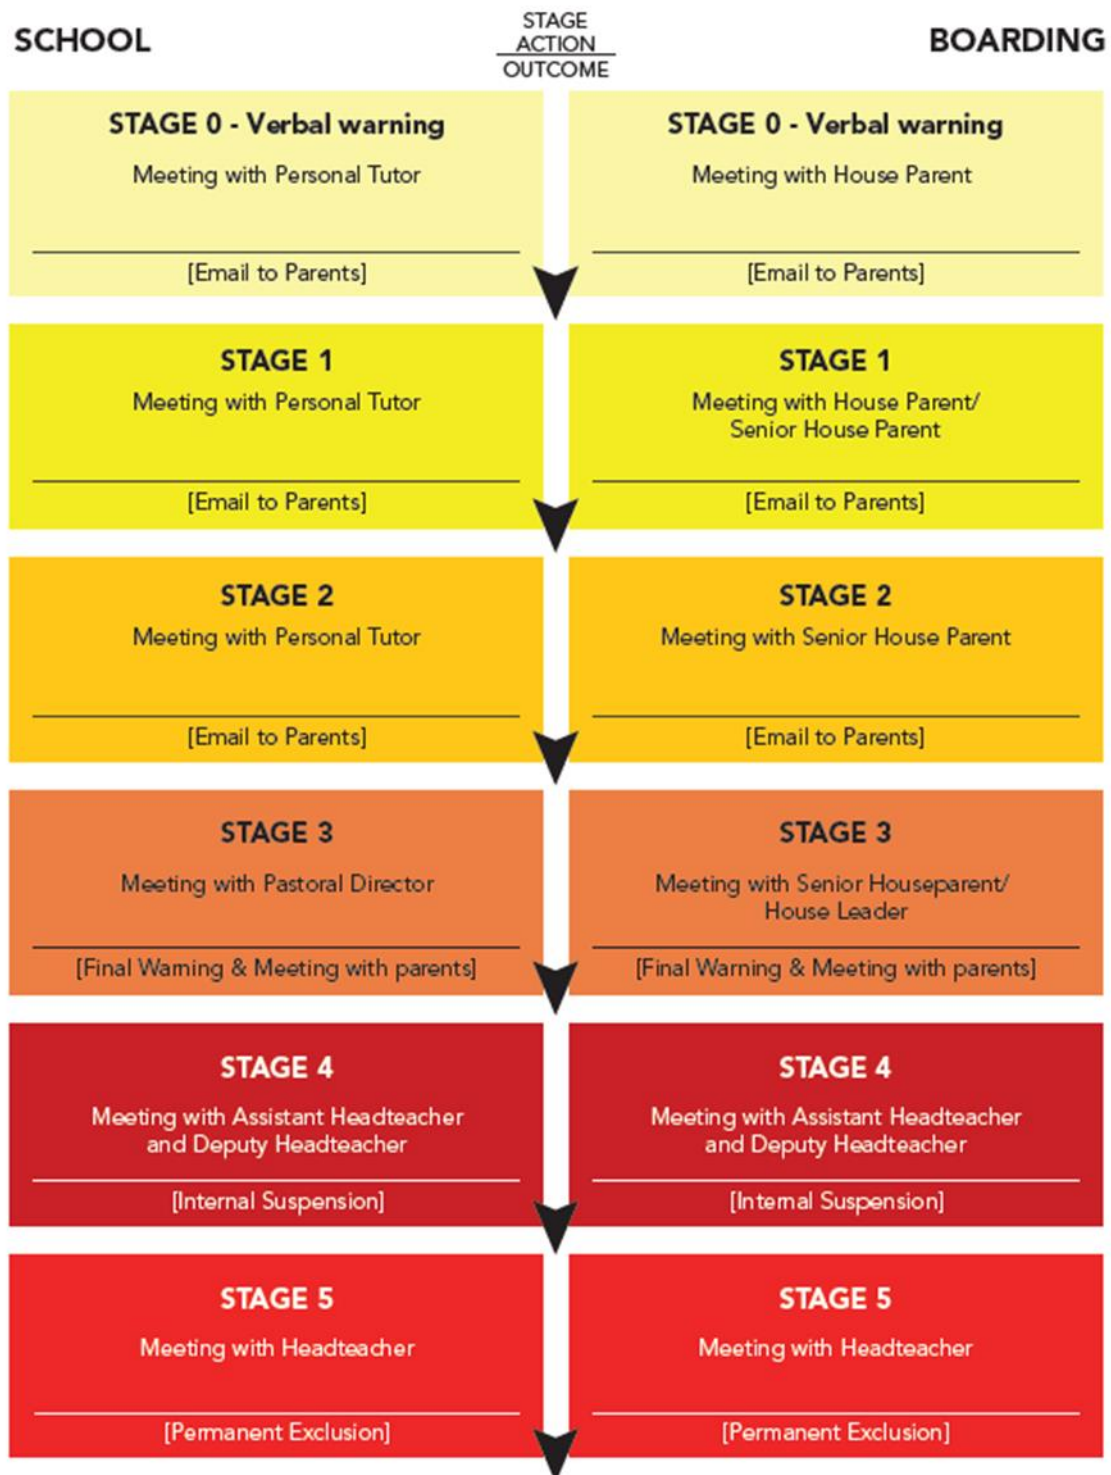 SCHOOL
STAGE
ACTION
OUTCOME
BOARDING
STAGE 0 - Verbal warning
Meeting with Personal Tutor
[Email to Parents]
STAGE 0 - Verbal warning
Meeting with House Parent
[Email to Parents]
STAGE 1
Meeting with Personal Tutor
[Email to Parents]
STAGE 1
Meeting with House Parent/
Senior House Parent
[Email to Parents]
STAGE 2
Meeting with Personal Tutor
[Email to Parents]
STAGE 2
Meeting with Senior House Parent
[Email to Parents]
STAGE 3
Meeting with Pastoral Director
[Final Warning & Meeting with parents]
STAGE 3
Meeting with Senior Houseparent/
House Leader
[Final Warning & Meeting with parents]
STAGE 4
Meeting with Assistant Headteacher
and Deputy Headteacher
[Internal Suspension]
STAGE 4
Meeting with Assistant Headteacher
and Deputy Headteacher
[Internal Suspension]
STAGE 5
Meeting with Headteacher
[Permanent Exclusion]
STAGE 5
Meeting with Headteacher
[Permanent Exclusion]